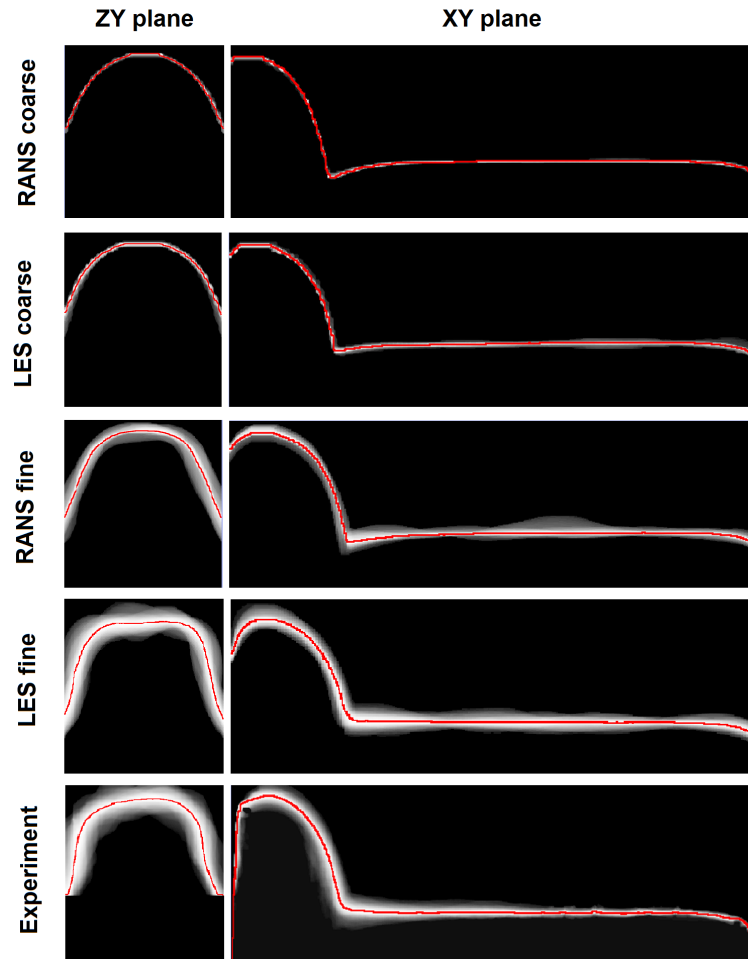 ZY plane
XY plane
RANS coarse
LES coarse
RANS fine
LES fine
Experiment